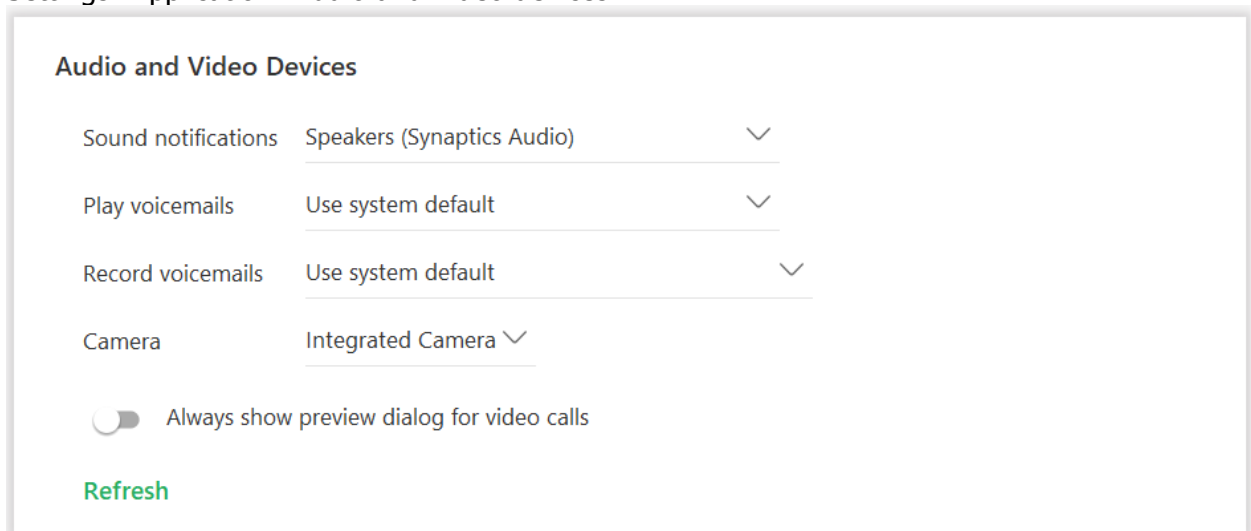 Audio and Video Devices
Sound notifications Speakers (Synaptics Audio)
Play voicemails Use system default
Record voicemails Use system default
Camera Integrated Camera
Always show preview dialog for video calls
Refresh